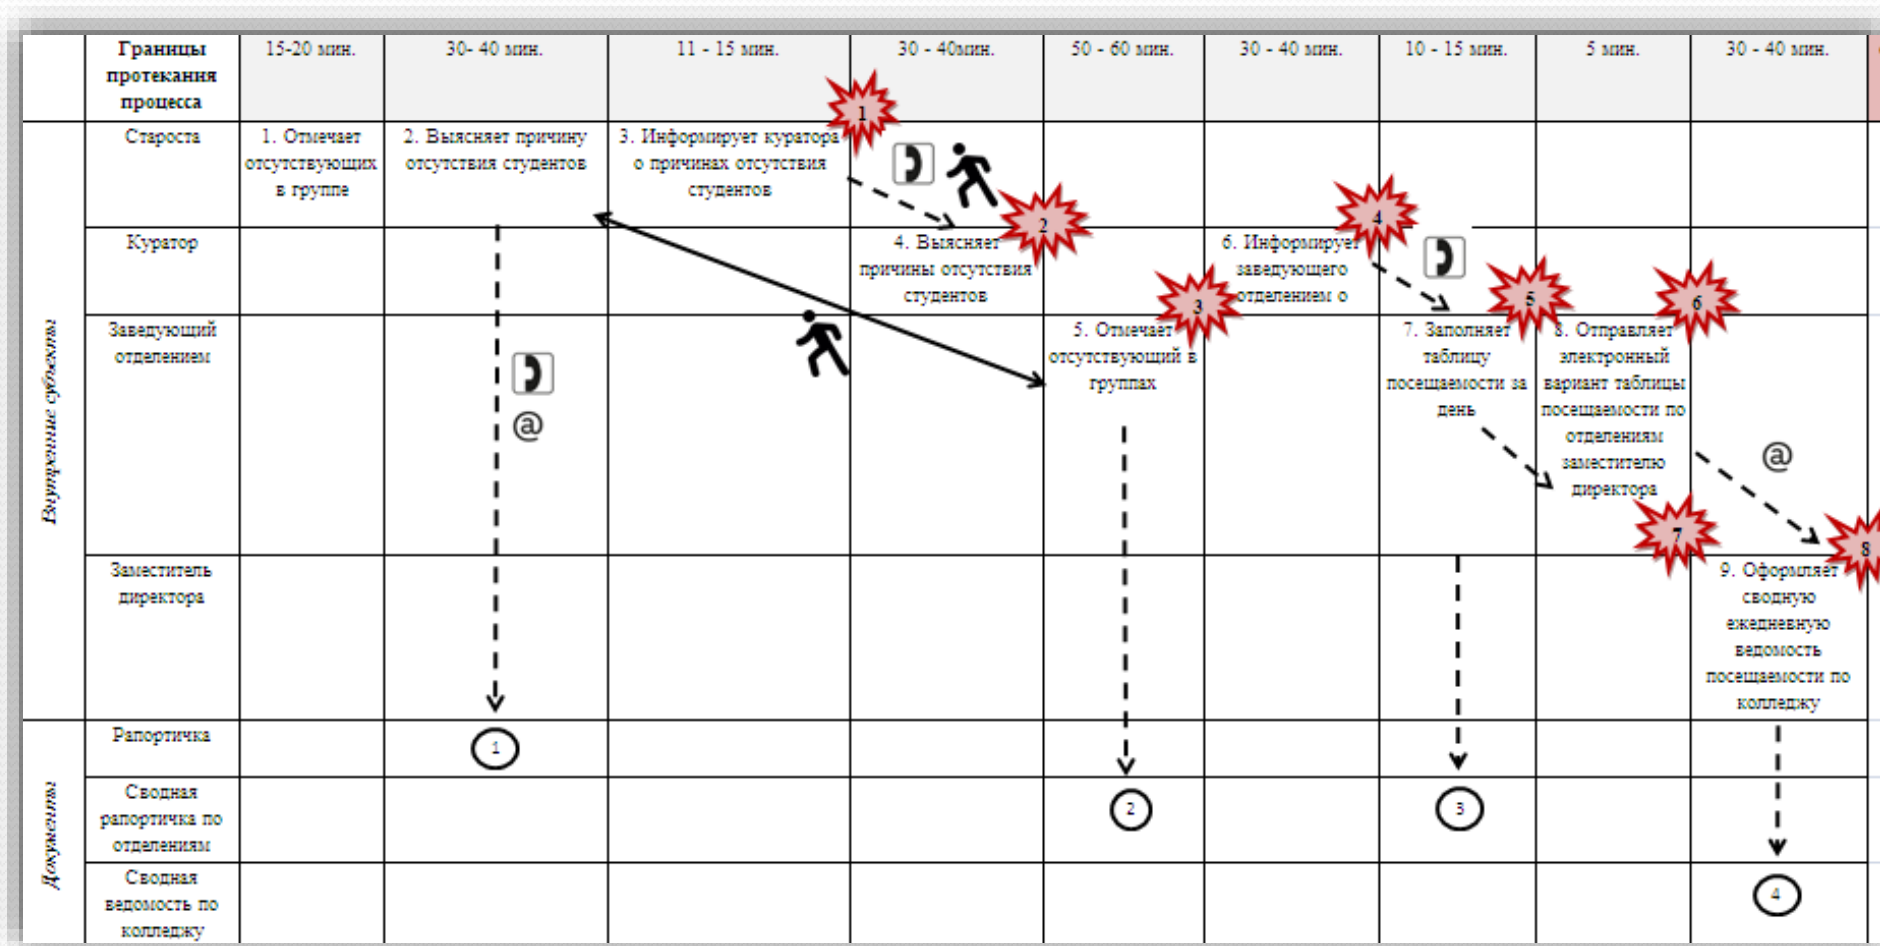 Границы
протекания
процесса
15-20 мин.
30- 40 мин.
11 - 15 мин.
30 - 40мин.
50 - 60 мин.
30 - 40 мин.
10 - 15 мин.
5 мин.
30 - 40 мин.
1
Внутренние субъекты
Староста
1. Отмечает
отсутствующих
в группе
2. Выясняет причину
отсутствия студентов
3. Информирует куратора
о причинах отсутствия
студентов
2
4
Куратор
4. Выясняет
причины отсутствия
студентов
6. Информирует
заведующего
отделением о
3
5
6
Заведующий
отделением
5. Отмечает
отсутствующий в
группах
7. Заполняет
таблицу
посещаемости за
день
8. Отправляет
электронный
вариант таблицы
посещаемости по
отделениям
заместителю
директора
@
@
7
8
Заместитель
директора
9. Оформляет
сводную
ежедневную
ведомость
посещаемости по
колледжу
Документы
Рапортичка
1
Сводная
рапортичка по
отделениям
2
3
Сводная
ведомость по
колледжу
4